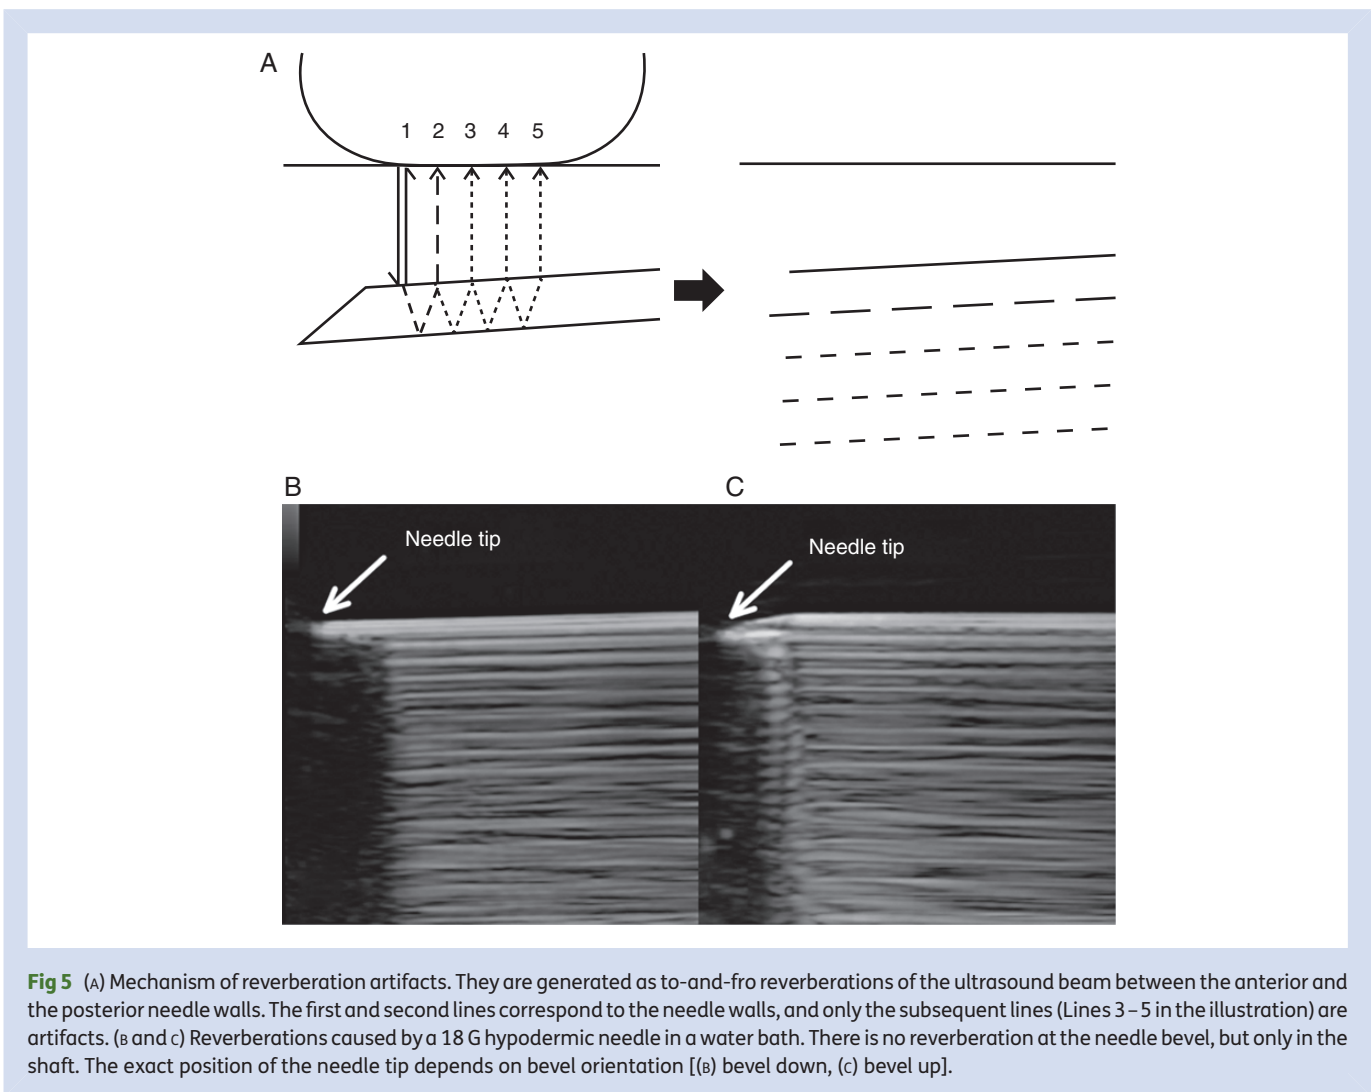 A
1 2 3 4 5
B
C
Needle tip
Needle tip
Fig 5 (A) Mechanism of reverberation artifacts. They are generated as to-and-fro reverberations of the ultrasound beam between the anterior and
the posterior needle walls. The first and second lines correspond to the needle walls, and only the subsequent lines (Lines 3–5 in the illustration) are
artifacts. (B and C) Reverberations caused by a 18 G hypodermic needle in a water bath. There is no reverberation at the needle bevel, but only in the
shaft. The exact position of the needle tip depends on bevel orientation [(B) bevel down, (C) bevel up].